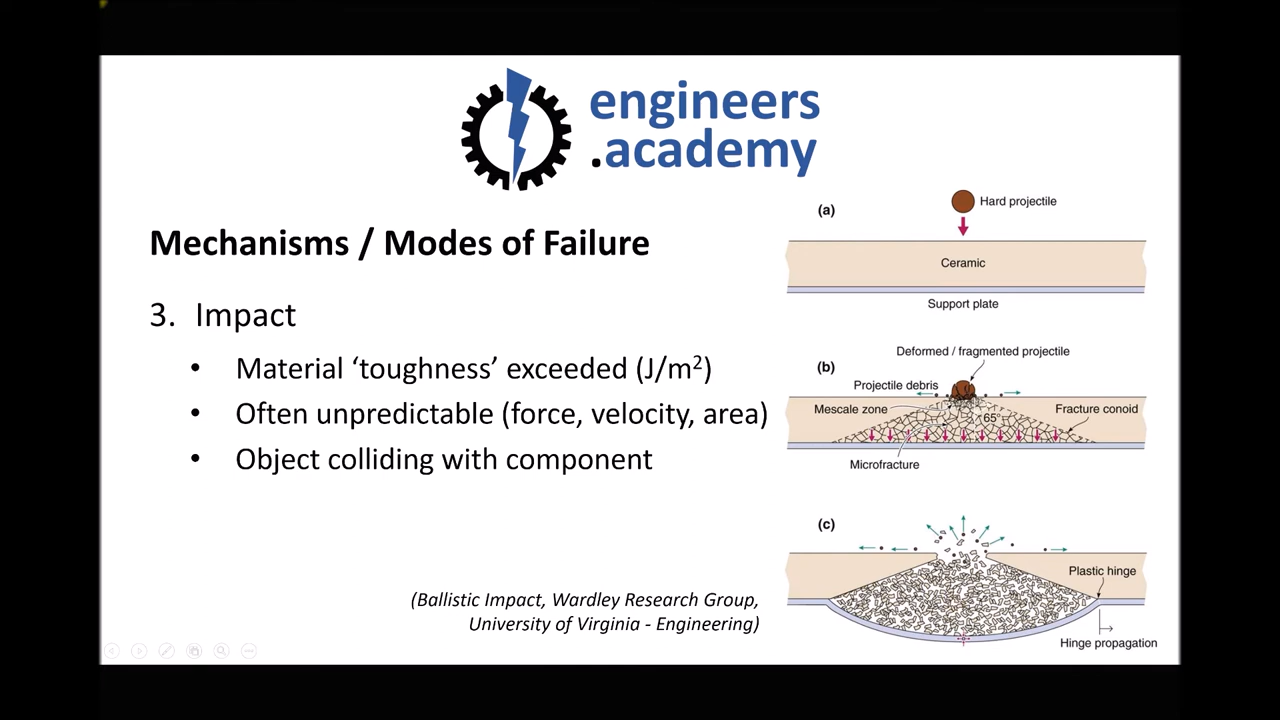 engineers
.academy
Mechanisms / Modes of Failure
3. Impact
• Material ‘toughness’ exceeded (J/m²)
• Often unpredictable (force, velocity, area)
• Object colliding with component
(Ballistic Impact, Wardley Research Group,
University of Virginia - Engineering)
(a)
Hard projectile
Ceramic
Support plate
(b)
Deformed / fragmented projectile
Projectile debris
Mescale zone
65°
Fracture conoid
Microfracture
(c)
Plastic hinge
Hinge propagation